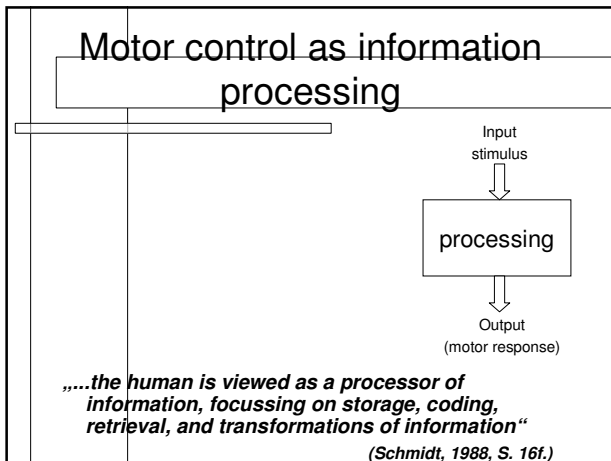 Motor control as information
processing
Input
stimulus
processing
Output
(motor response)
„...the human is viewed as a processor of
information, focussing on storage, coding,
retrieval, and transformations of information“
(Schmidt, 1988, S. 16f.)